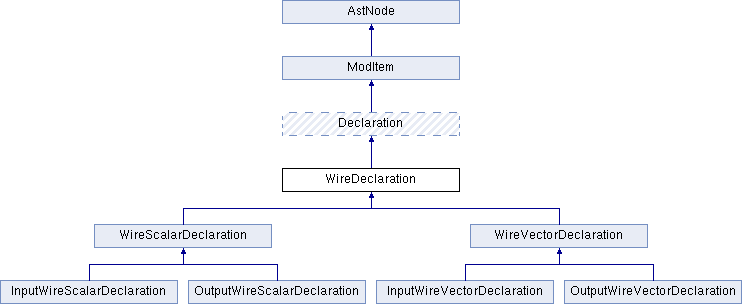 AstNode
ModItem
Declaration
WireDeclaration
WireScalarDeclaration
WireVectorDeclaration
InputWireScalarDeclaration
OutputWireScalarDeclaration
InputWireVectorDeclaration
OutputWireVectorDeclaration